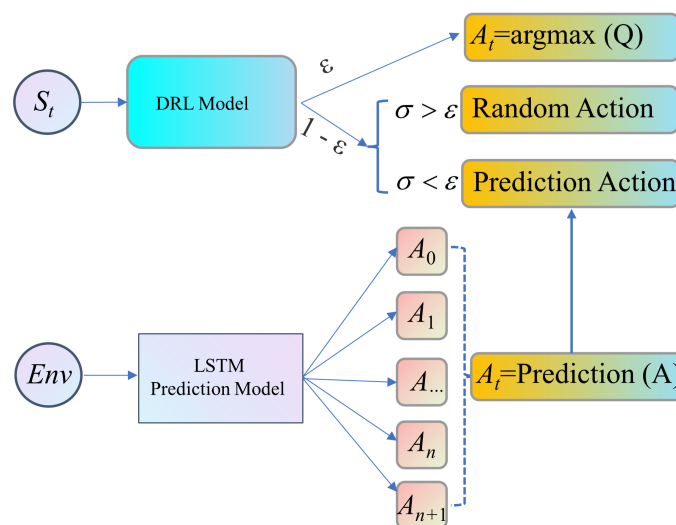 ε
A_t=argmax (Q)
S_t
DRL Model
1 - ε
σ > ε
Random Action
σ < ε
Prediction Action
A_0
A_1
Env
LSTM
Prediction Model
A_...
A_t=Prediction (A)
A_n
A_{n+1}